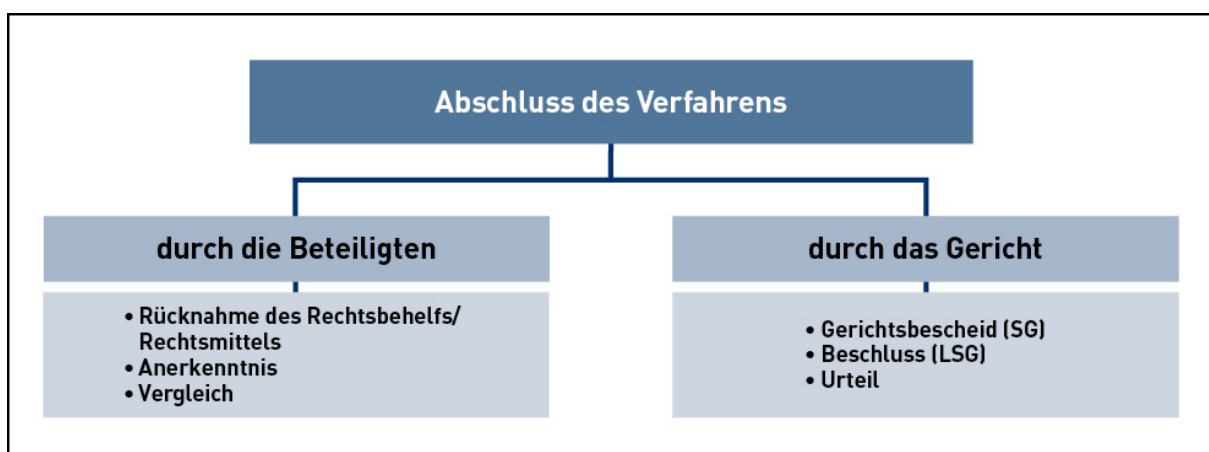 Abschluss des Verfahrens
durch die Beteiligten
• Rücknahme des Rechtsbehelfs/
Rechtsmittels
• Anerkenntnis
• Vergleich
durch das Gericht
• Gerichtsbescheid (SG)
• Beschluss (LSG)
• Urteil